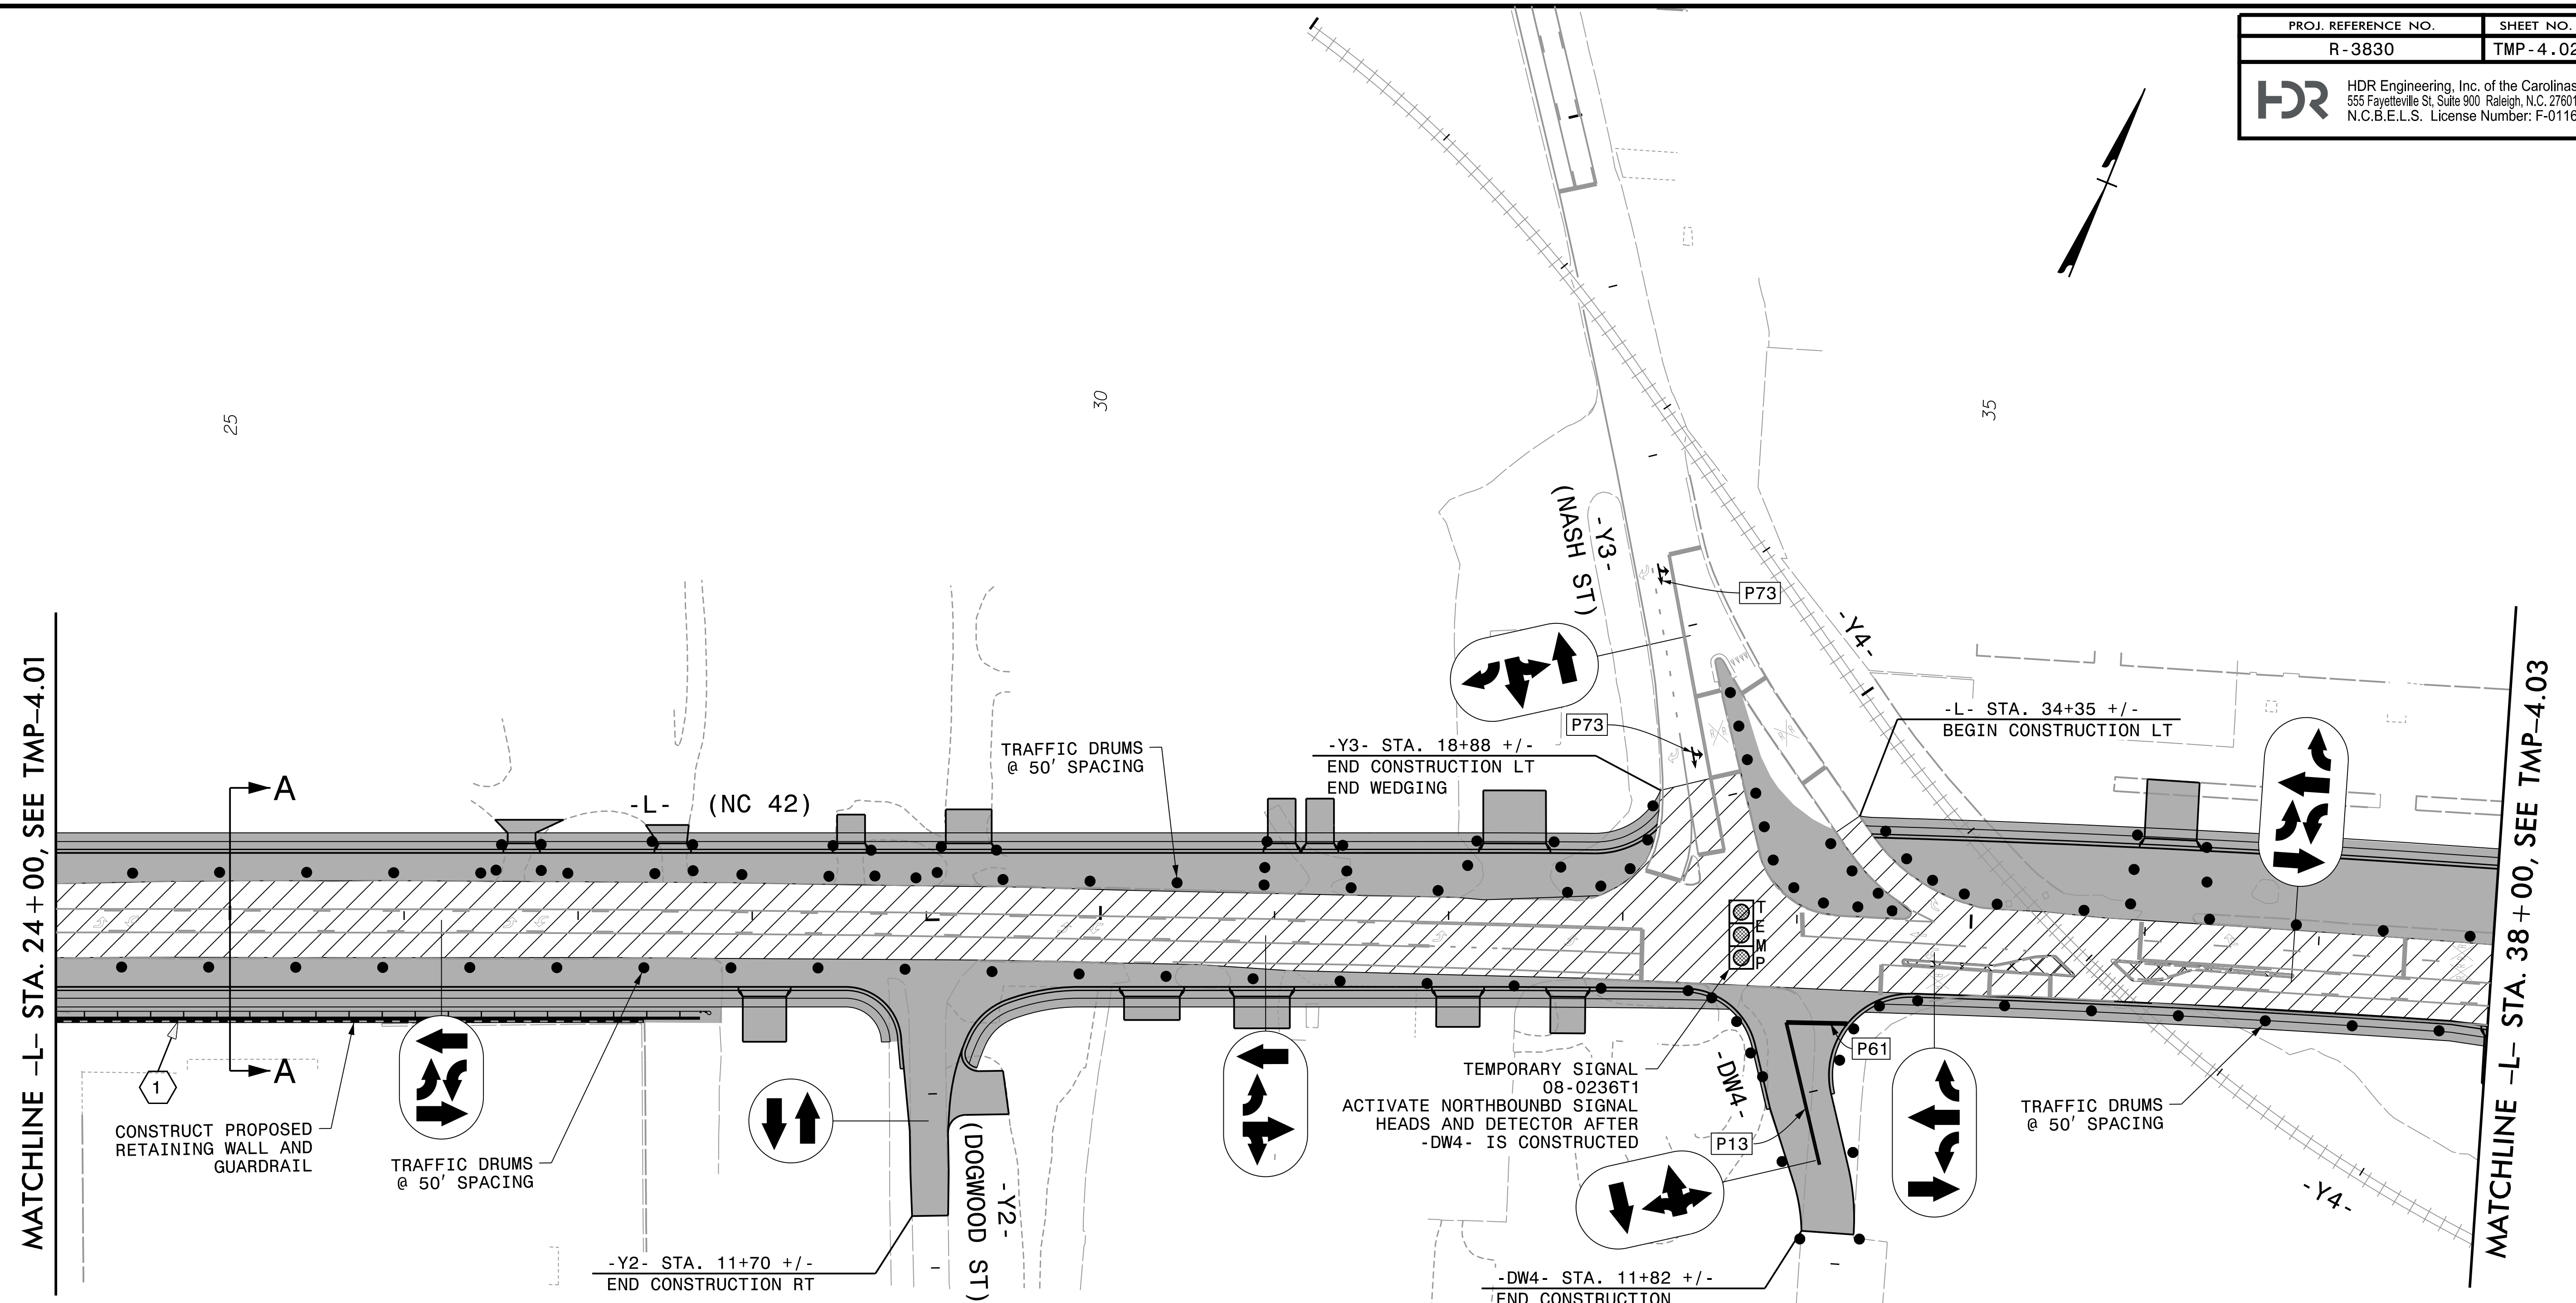 PROJ. REFERENCE NO.
SHEET NO.
R-3830
TMP-4.02
HDR
HDR Engineering, Inc. of the Carolinas
555 Fayetteville St, Suite 900 Raleigh, N.C. 27601
N.C.B.E.L.S. License Number: F-0116
25
30
35
-Y3-
(NASH ST)
P73
-Y4-
P73
MATCHLINE -L- STA. 24+00, SEE TMP-4.01
MATCHLINE -L- STA. 38+00, SEE TMP-4.03
-L- STA. 34+35 +/-
BEGIN CONSTRUCTION LT
TRAFFIC DRUMS
@ 50' SPACING
-Y3- STA. 18+88 +/-
END CONSTRUCTION LT
END WEDGING
A
-L- (NC 42)
T
E
M
P
A
1
CONSTRUCT PROPOSED
RETAINING WALL AND
GUARDRAIL
TRAFFIC DRUMS
@ 50' SPACING
-Y2-
(DOGWOOD ST)
TEMPORARY SIGNAL
08-0236T1
ACTIVATE NORTHBOUNBD SIGNAL
HEADS AND DETECTOR AFTER
-DW4- IS CONSTRUCTED
-DW4-
P61
P13
TRAFFIC DRUMS
@ 50' SPACING
-Y4-
-Y2- STA. 11+70 +/-
END CONSTRUCTION RT
-DW4- STA. 11+82 +/-
END CONSTRUCTION